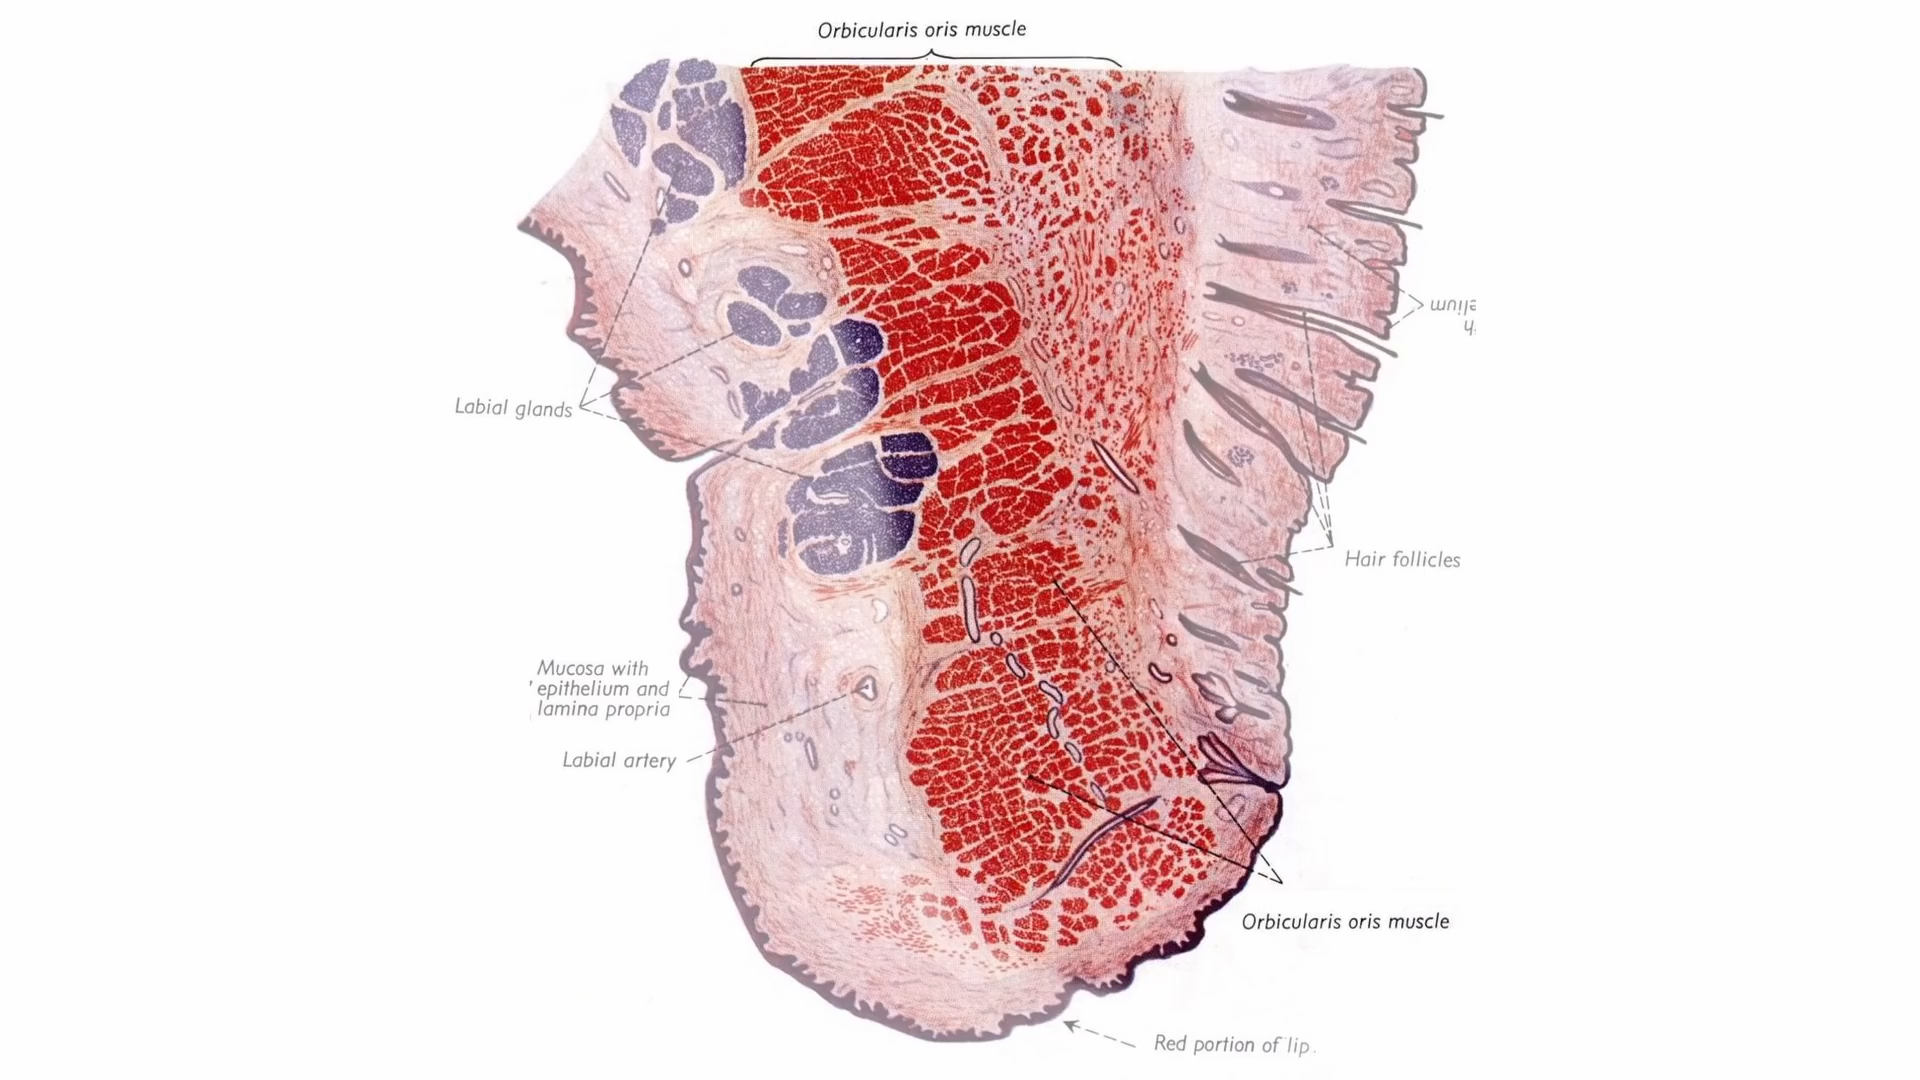 Orbicularis oris muscle
Labial glands
Hair follicles
Mucosa with
epithelium and
lamina propria
Labial artery
Orbicularis oris muscle
Red portion of lip.